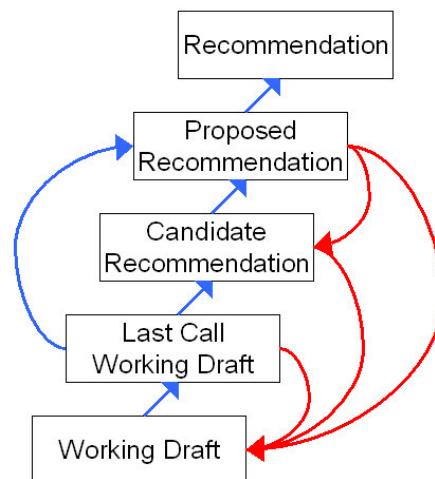 Recommendation
Proposed
Recommendation
Candidate
Recommendation
Last Call
Working Draft
Working Draft